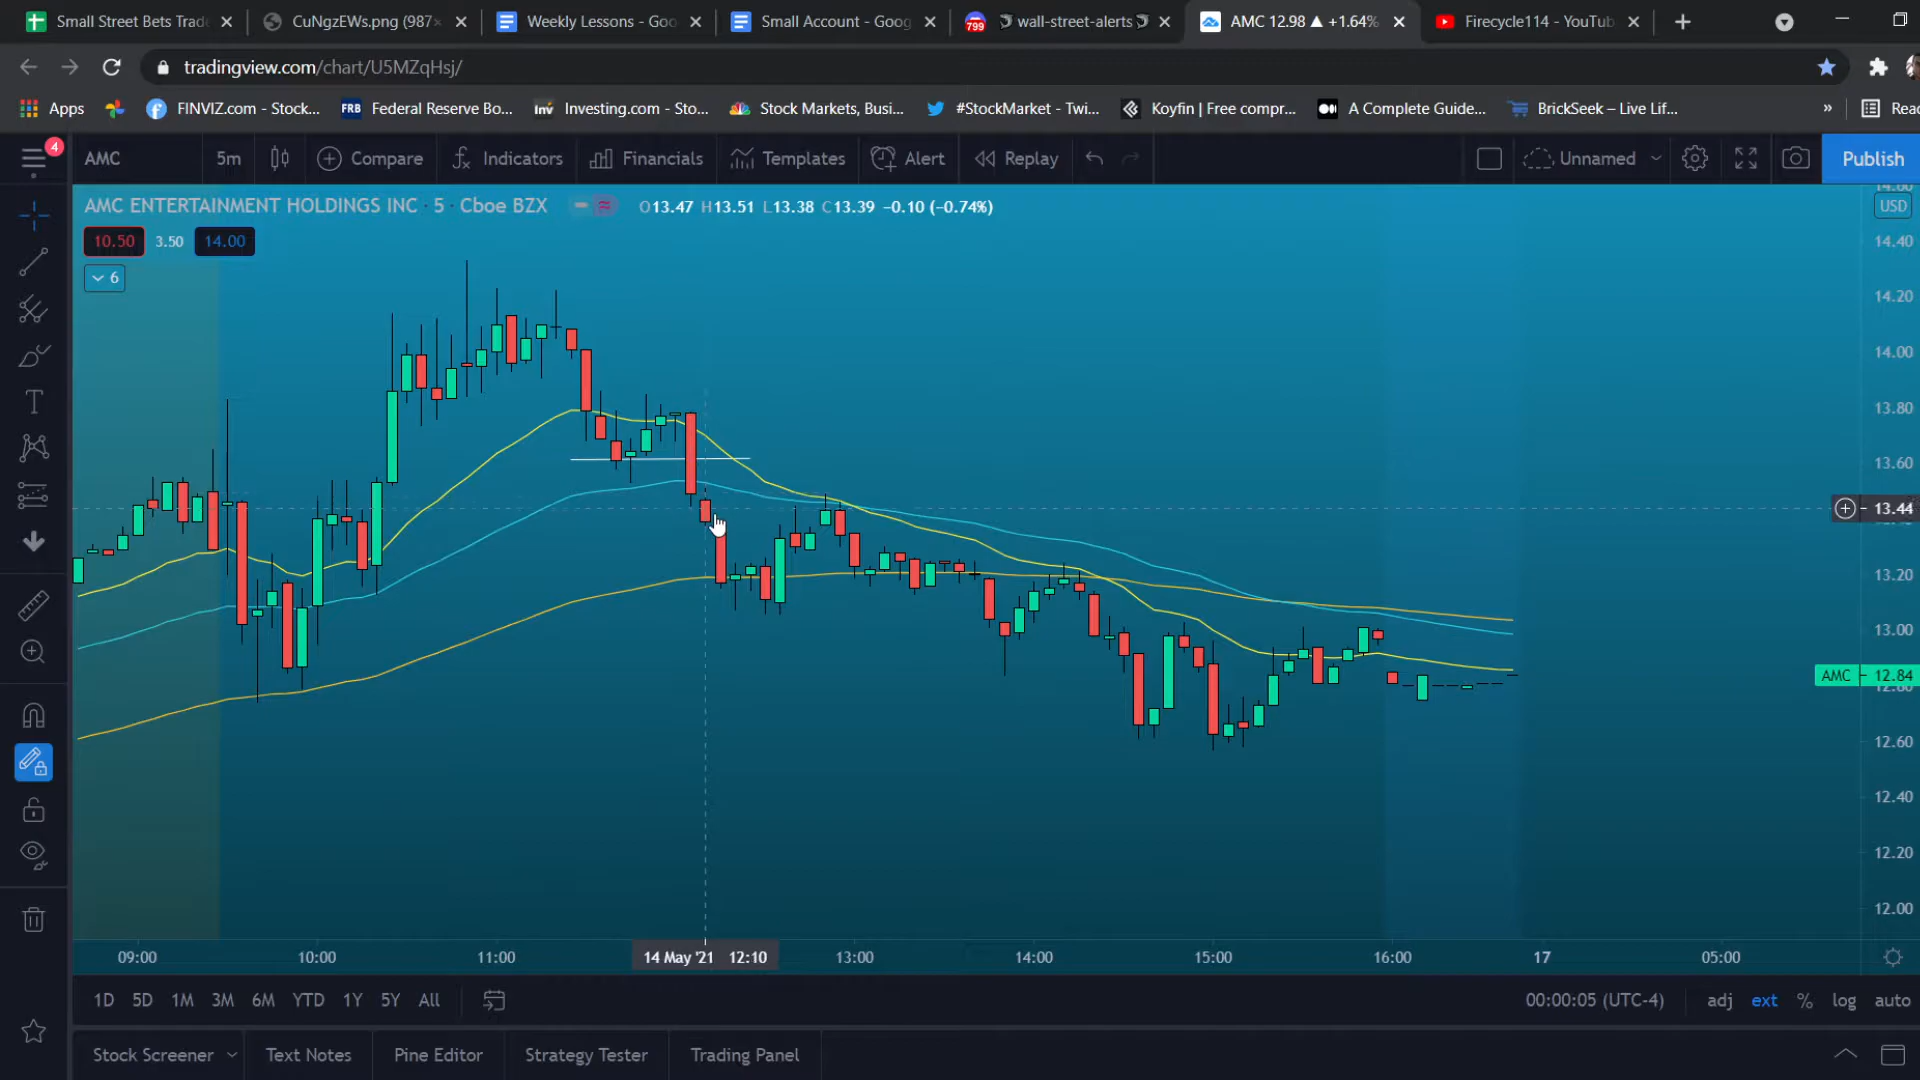 Small Street Bets Trade
CuNgzEWs.png (987×
Weekly Lessons - Goo
Small Account - Goog
799
wall-street-alerts
AMC 12.98 ▲ +1.64%
Firecycle114 - YouTub
tradingview.com/chart/U5MZqHsj/
Apps
FINVIZ.com - Stock...
FRB Federal Reserve Bo...
inv Investing.com - Sto...
Stock Markets, Busi...
#StockMarket - Twi...
Koyfin | Free compr...
A Complete Guide...
BrickSeek – Live Lif...
»
Reac
4
AMC
5m
Compare
Indicators
Financials
Templates
Alert
Replay
Unnamed
Publish
AMC ENTERTAINMENT HOLDINGS INC · 5 · Cboe BZX
O13.47 H13.51 L13.38 C13.39 −0.10 (−0.74%)
USD
10.50 3.50 14.00
6
14.40
14.20
14.00
13.80
13.60
13.44
13.20
13.00
AMC 12.84
12.80
12.60
12.40
12.20
12.00
09:00
10:00
11:00
14 May '21 12:10
13:00
14:00
15:00
16:00
17
05:00
1D 5D 1M 3M 6M YTD 1Y 5Y All
00:00:05 (UTC-4)
adj ext % log auto
Stock Screener
Text Notes
Pine Editor
Strategy Tester
Trading Panel